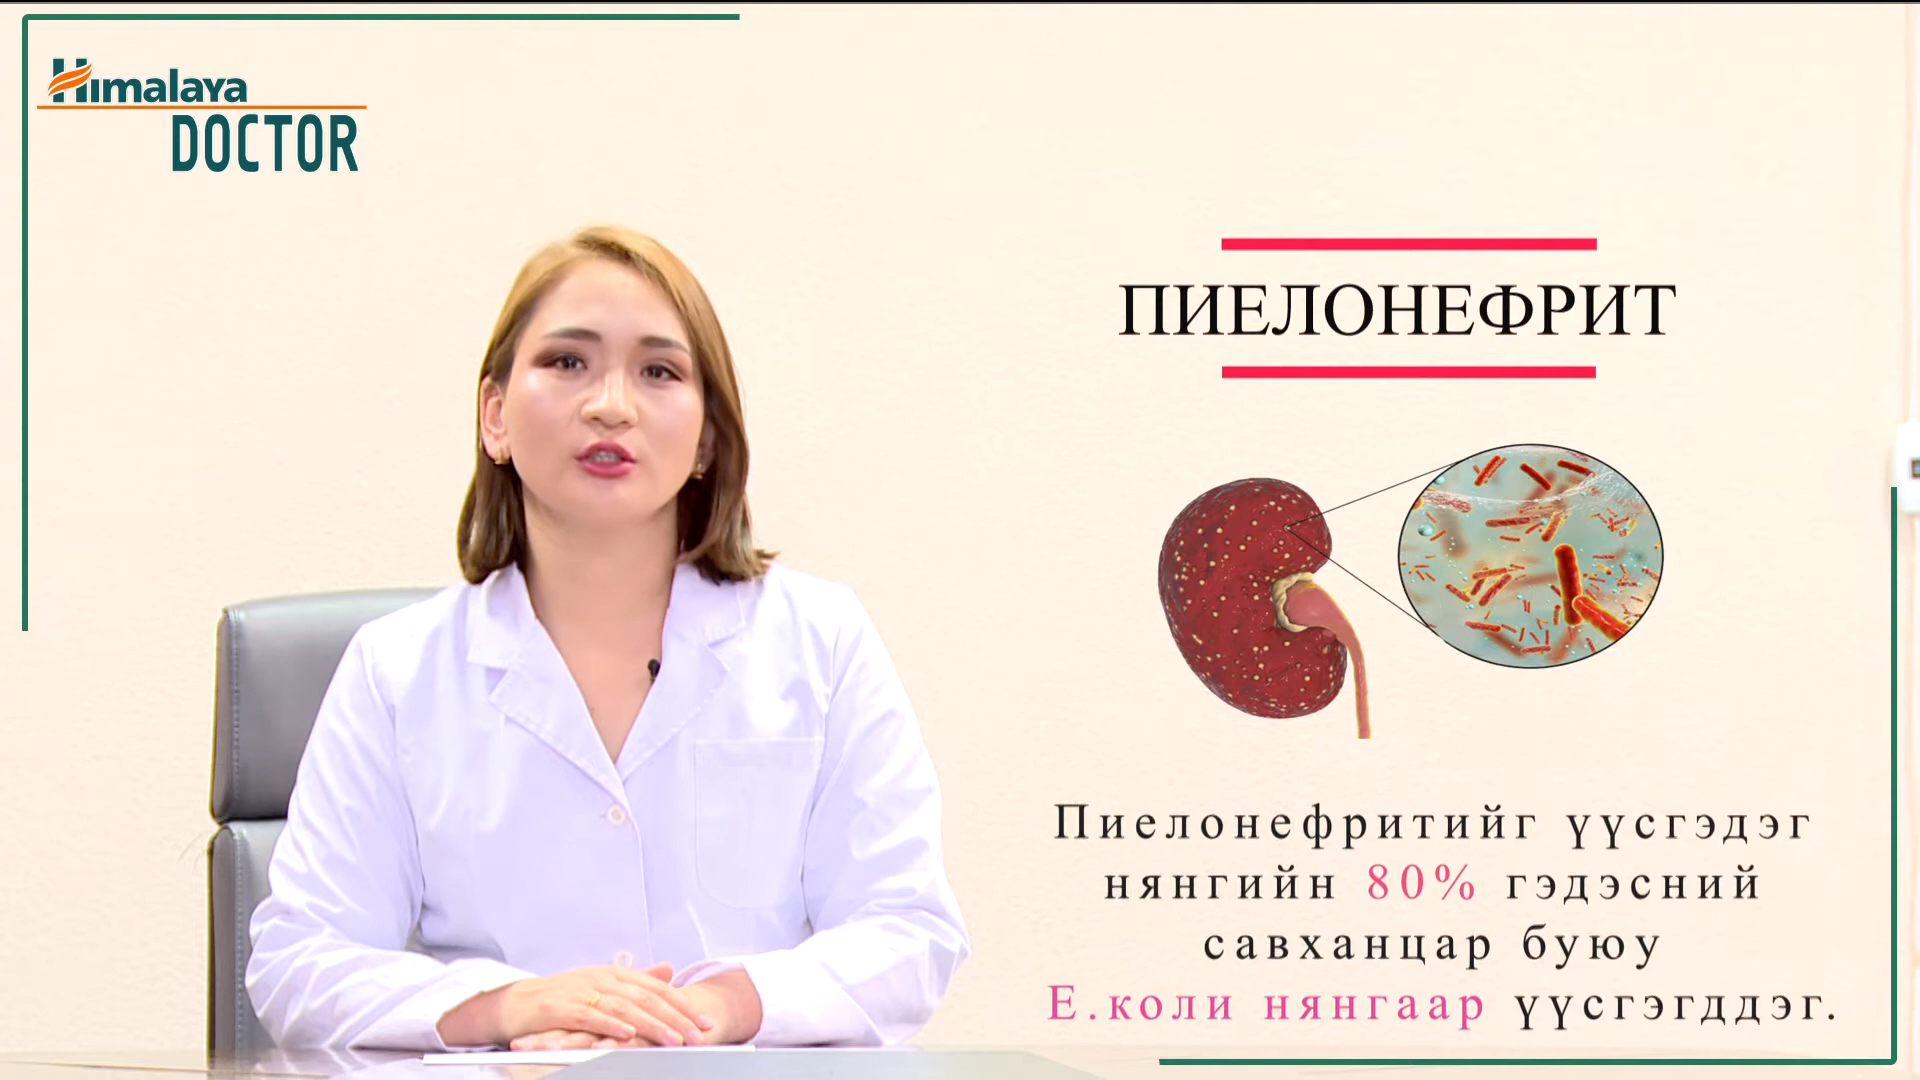 Himalaya
DOCTOR
ПИЕЛОНЕФРИТ
Пиелонефритийг үүсгэдэг
нянгийн 80% гэдэсний
савханцар буюу
Е.коли нянгаар үүсгэгддэг.